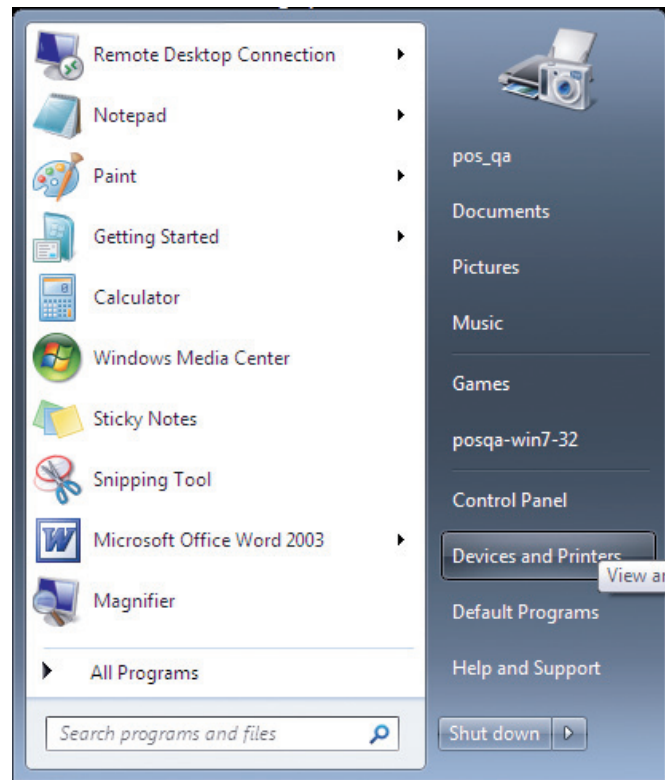 Remote Desktop Connection
Notepad
Paint
Getting Started
Calculator
Windows Media Center
Sticky Notes
Snipping Tool
Microsoft Office Word 2003
Magnifier
All Programs
Search programs and files
pos_qa
Documents
Pictures
Music
Games
posqa-win7-32
Control Panel
Devices and Printers
View
Default Programs
Help and Support
Shut down